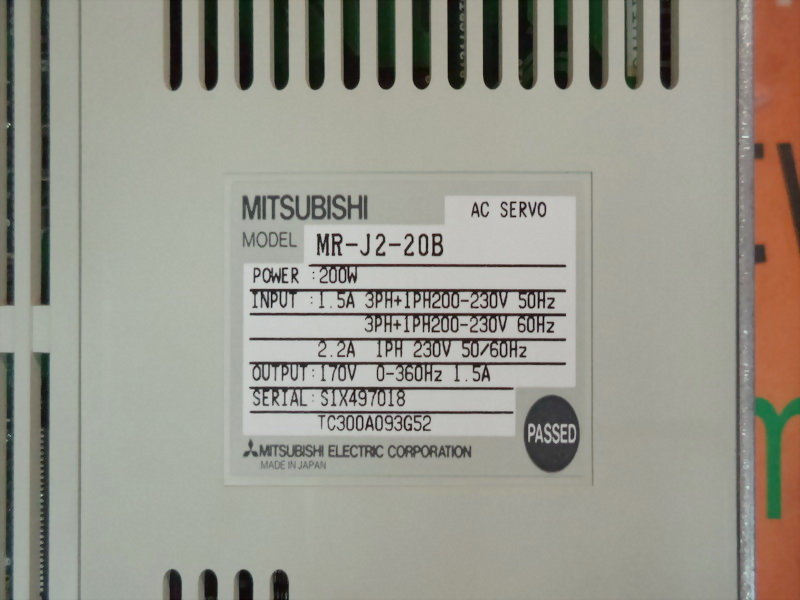 MITSUBISHI AC SERVO
MODEL MR-J2-20B
POWER :200W
INPUT :1.5A 3PH+1PH200-230V 50Hz
3PH+1PH200-230V 60Hz
2.2A 1PH 230V 50/60Hz
OUTPUT:170V 0-360Hz 1.5A
SERIAL:S1X497018
TC300A093G52
PASSED
MITSUBISHI ELECTRIC CORPORATION
MADE IN JAPAN